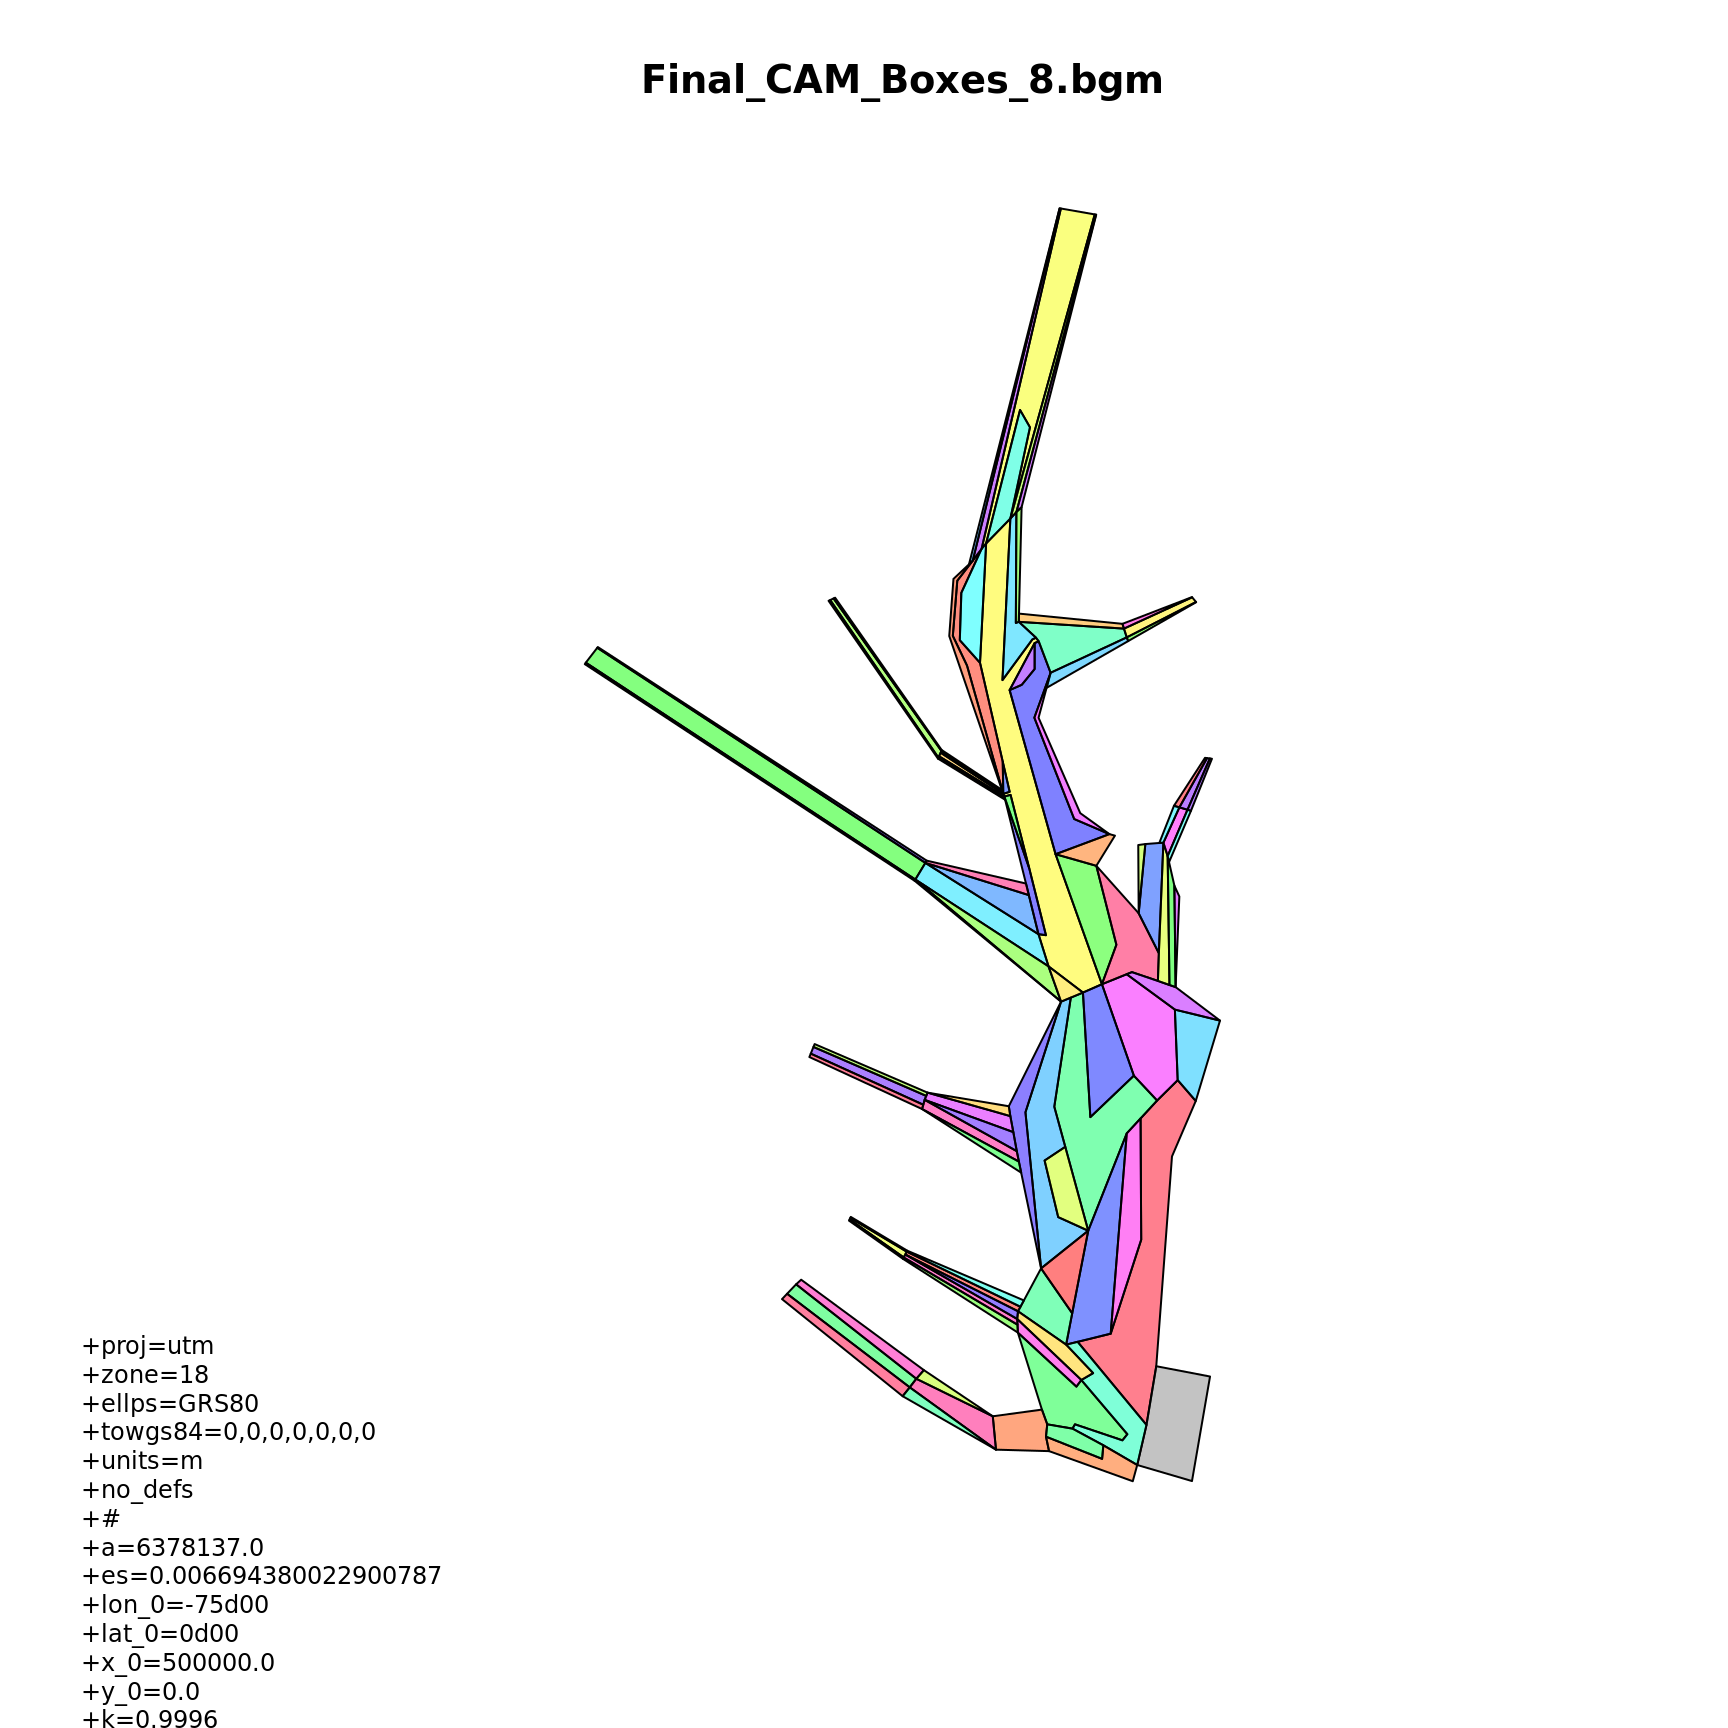 Final_CAM_Boxes_8.bgm
+proj=utm
+zone=18
+ellps=GRS80
+towgs84=0,0,0,0,0,0,0
+units=m
+no_defs
+#
+a=6378137.0
+es=0.006694380022900787
+lon_0=-75d00
+lat_0=0d00
+x_0=500000.0
+y_0=0.0
+k=0.9996